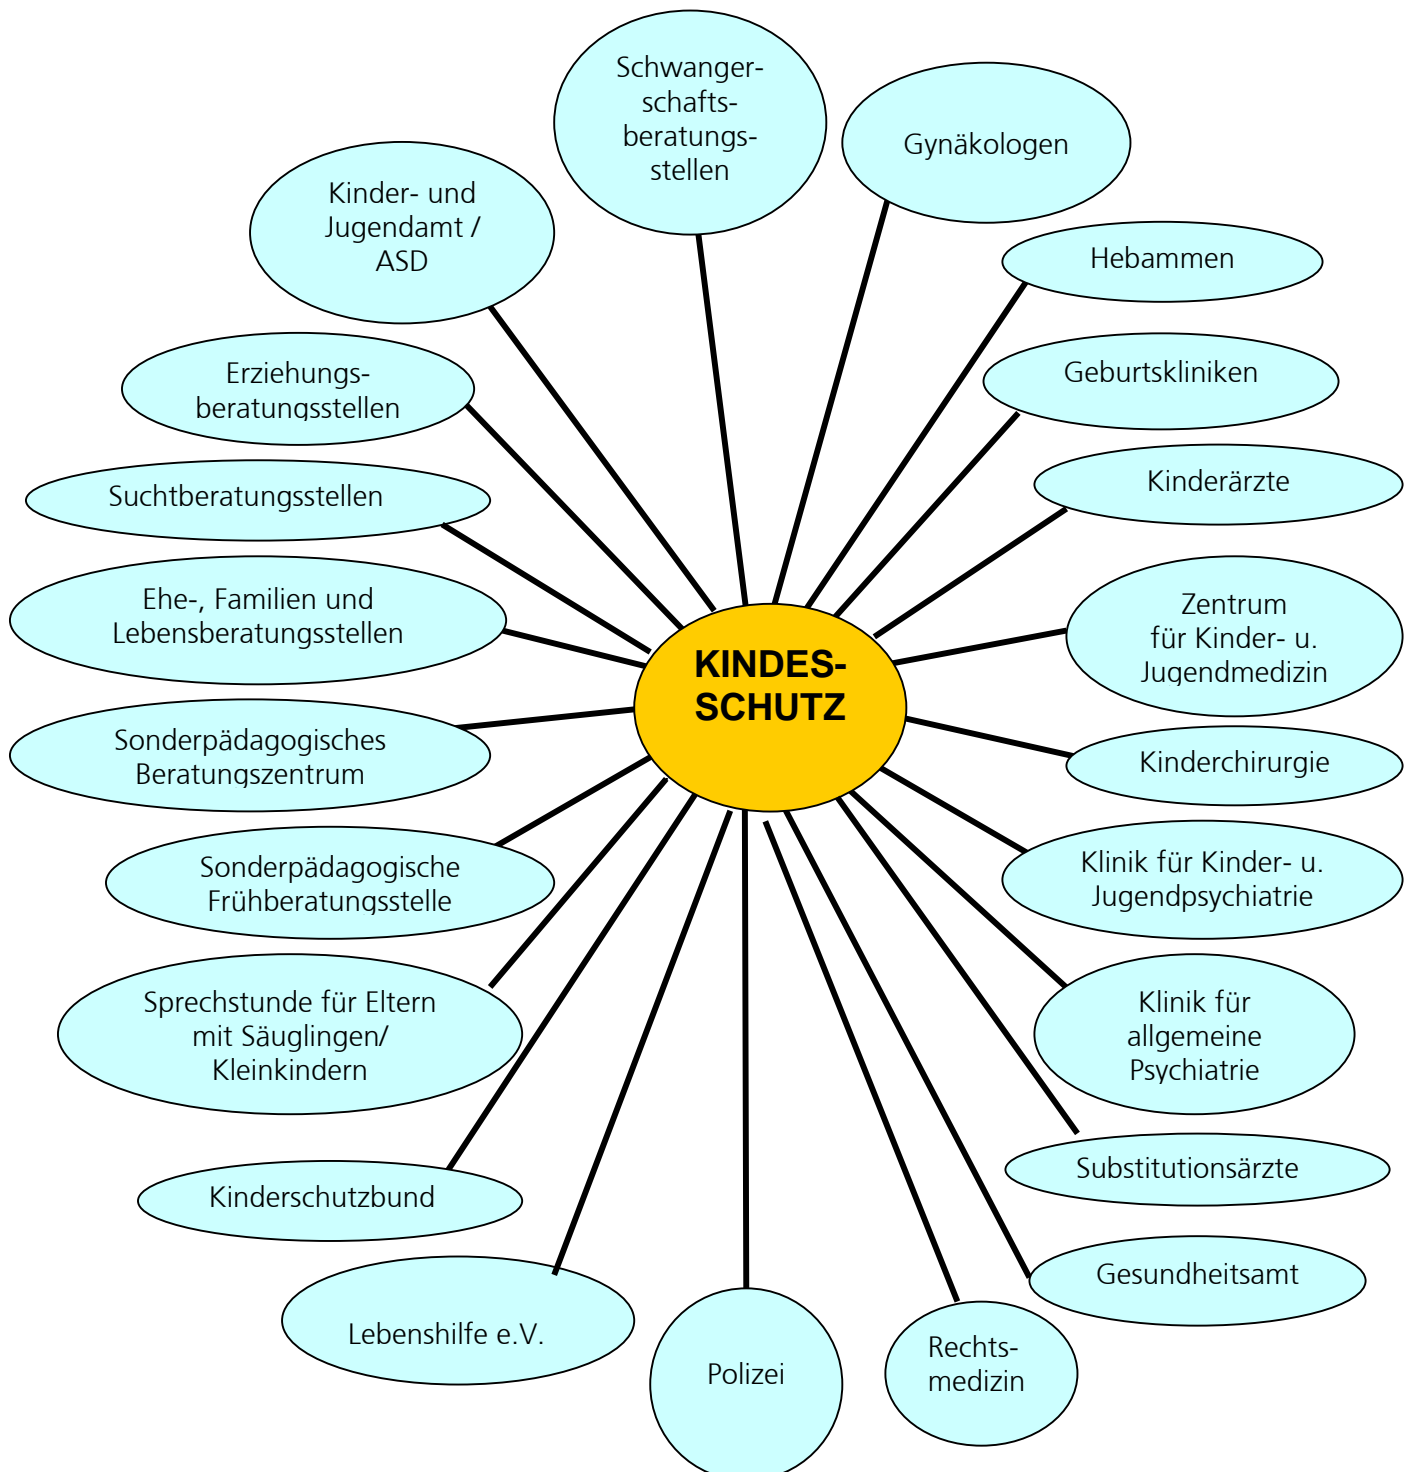 Schwanger-
schafts-
beratungs-
stellen
Gynäkologen
Kinder- und
Jugendamt /
ASD
Hebammen
Erziehungs-
beratungsstellen
Geburtskliniken
Suchtberatungsstellen
Kinderärzte
Ehe-, Familien und
Lebensberatungsstellen
Zentrum
für Kinder- u.
Jugendmedizin
KINDES-
SCHUTZ
Sonderpädagogisches
Beratungszentrum
Kinderchirurgie
Sonderpädagogische
Frühberatungsstelle
Klinik für Kinder- u.
Jugendpsychiatrie
Sprechstunde für Eltern
mit Säuglingen/
Kleinkindern
Klinik für
allgemeine
Psychiatrie
Kinderschutzbund
Substitutionsärzte
Lebenshilfe e.V.
Gesundheitsamt
Polizei
Rechts-
medizin